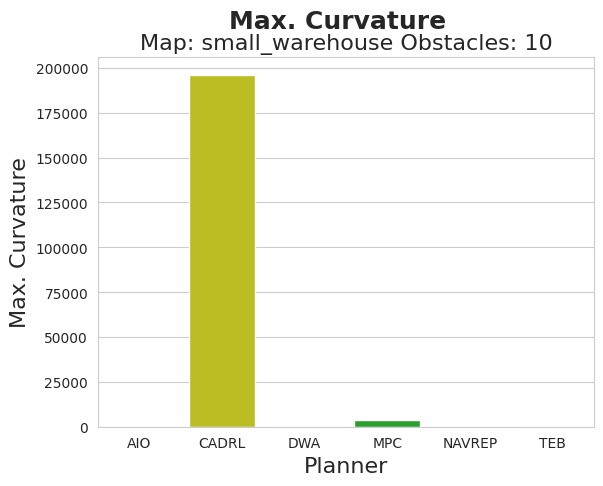 Max. Curvature
Map: small_warehouse Obstacles: 10
Max. Curvature
200000
175000
150000
125000
100000
75000
50000
25000
0
AIO CADRL DWA MPC NAVREP TEB
Planner